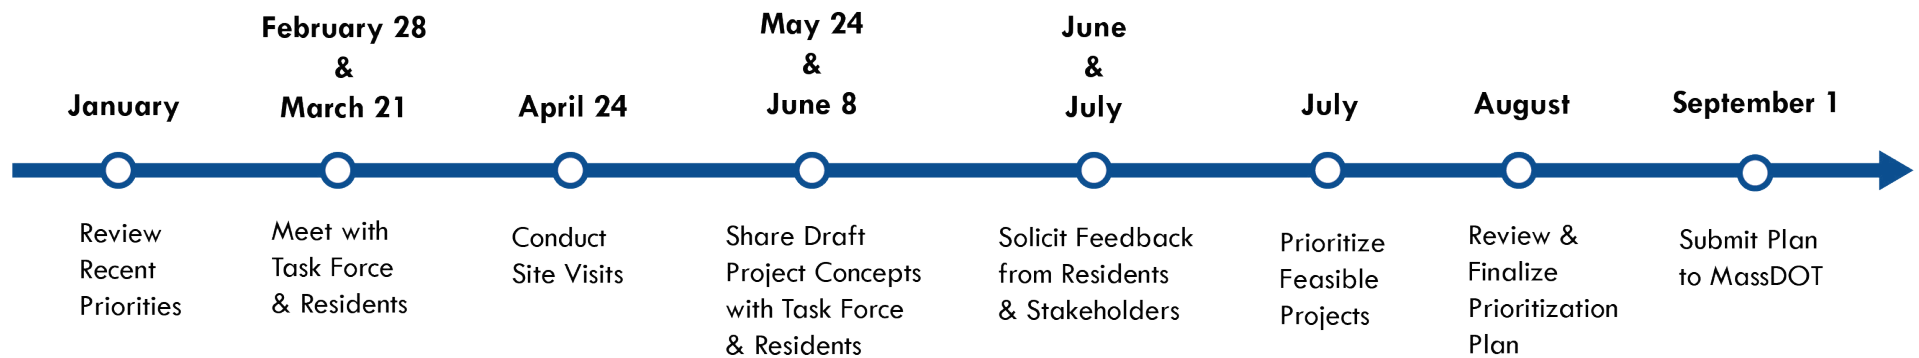 January
Review
Recent
Priorities
February 28
&
March 21
Meet with
Task Force
& Residents
April 24
Conduct
Site Visits
May 24
&
June 8
Share Draft
Project Concepts
with Task Force
& Residents
June
&
July
Solicit Feedback
from Residents
& Stakeholders
July
Prioritize
Feasible
Projects
August
Review &
Finalize
Prioritization
Plan
September 1
Submit Plan
to MassDOT